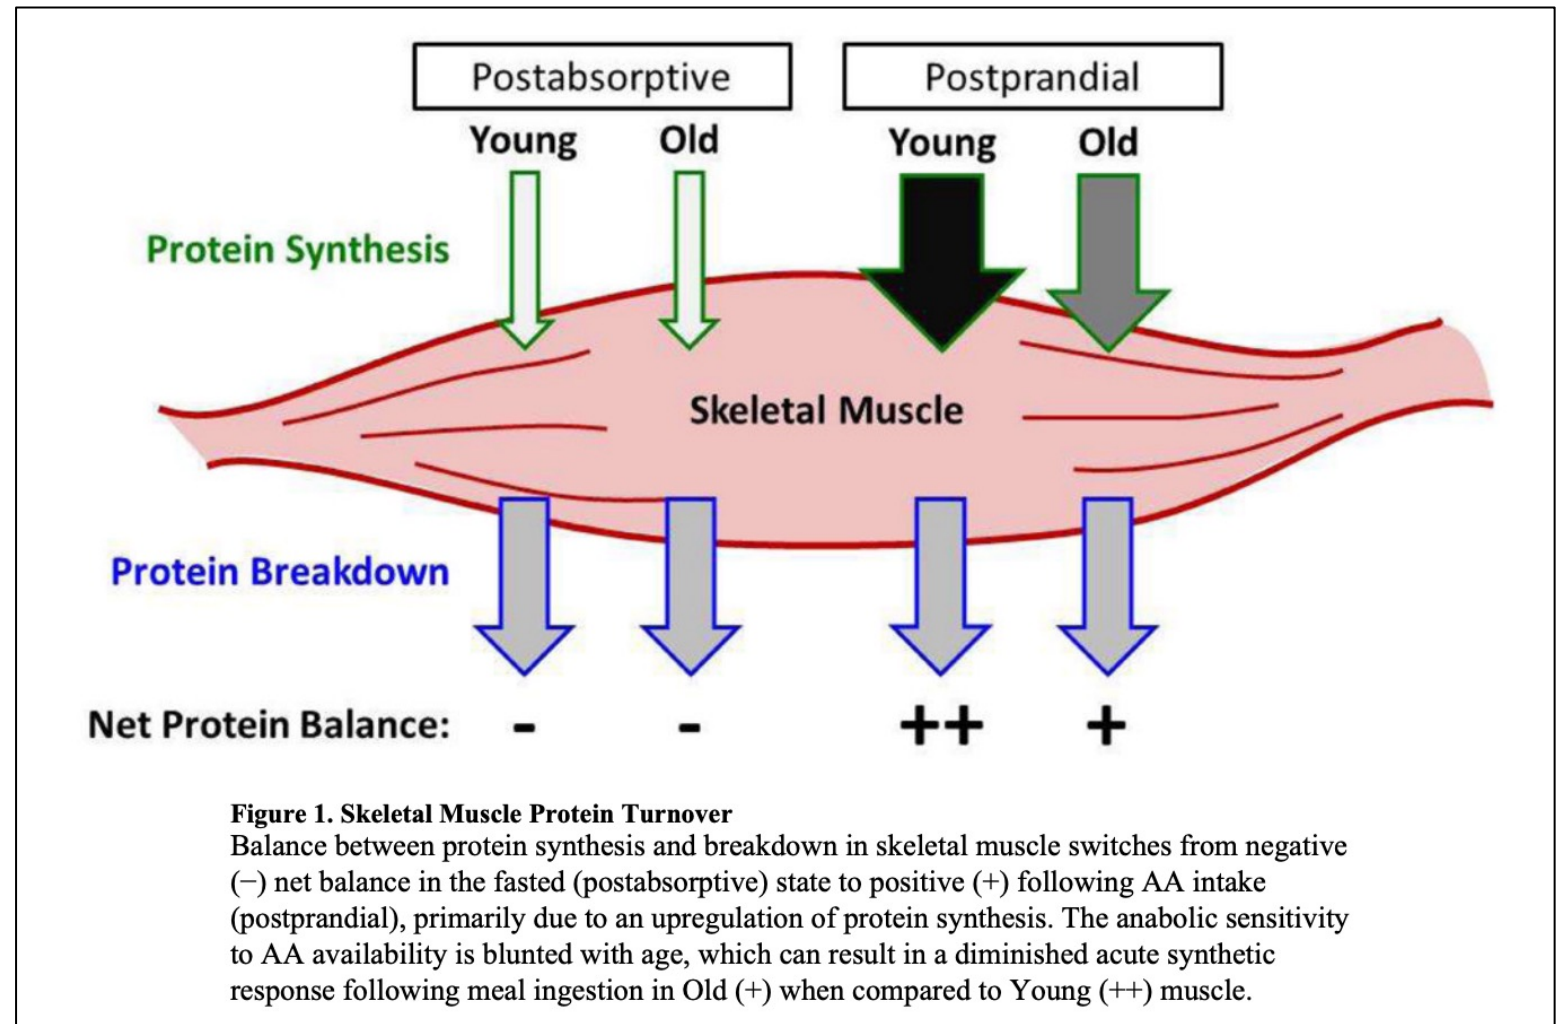 Postabsorptive
Postprandial
Young
Old
Young
Old
Protein Synthesis
Skeletal Muscle
Protein Breakdown
Net Protein Balance:
-
-
++
+
Figure 1. Skeletal Muscle Protein Turnover
Balance between protein synthesis and breakdown in skeletal muscle switches from negative
(−) net balance in the fasted (postabsorptive) state to positive (+) following AA intake
(postprandial), primarily due to an upregulation of protein synthesis. The anabolic sensitivity
to AA availability is blunted with age, which can result in a diminished acute synthetic
response following meal ingestion in Old (+) when compared to Young (++) muscle.